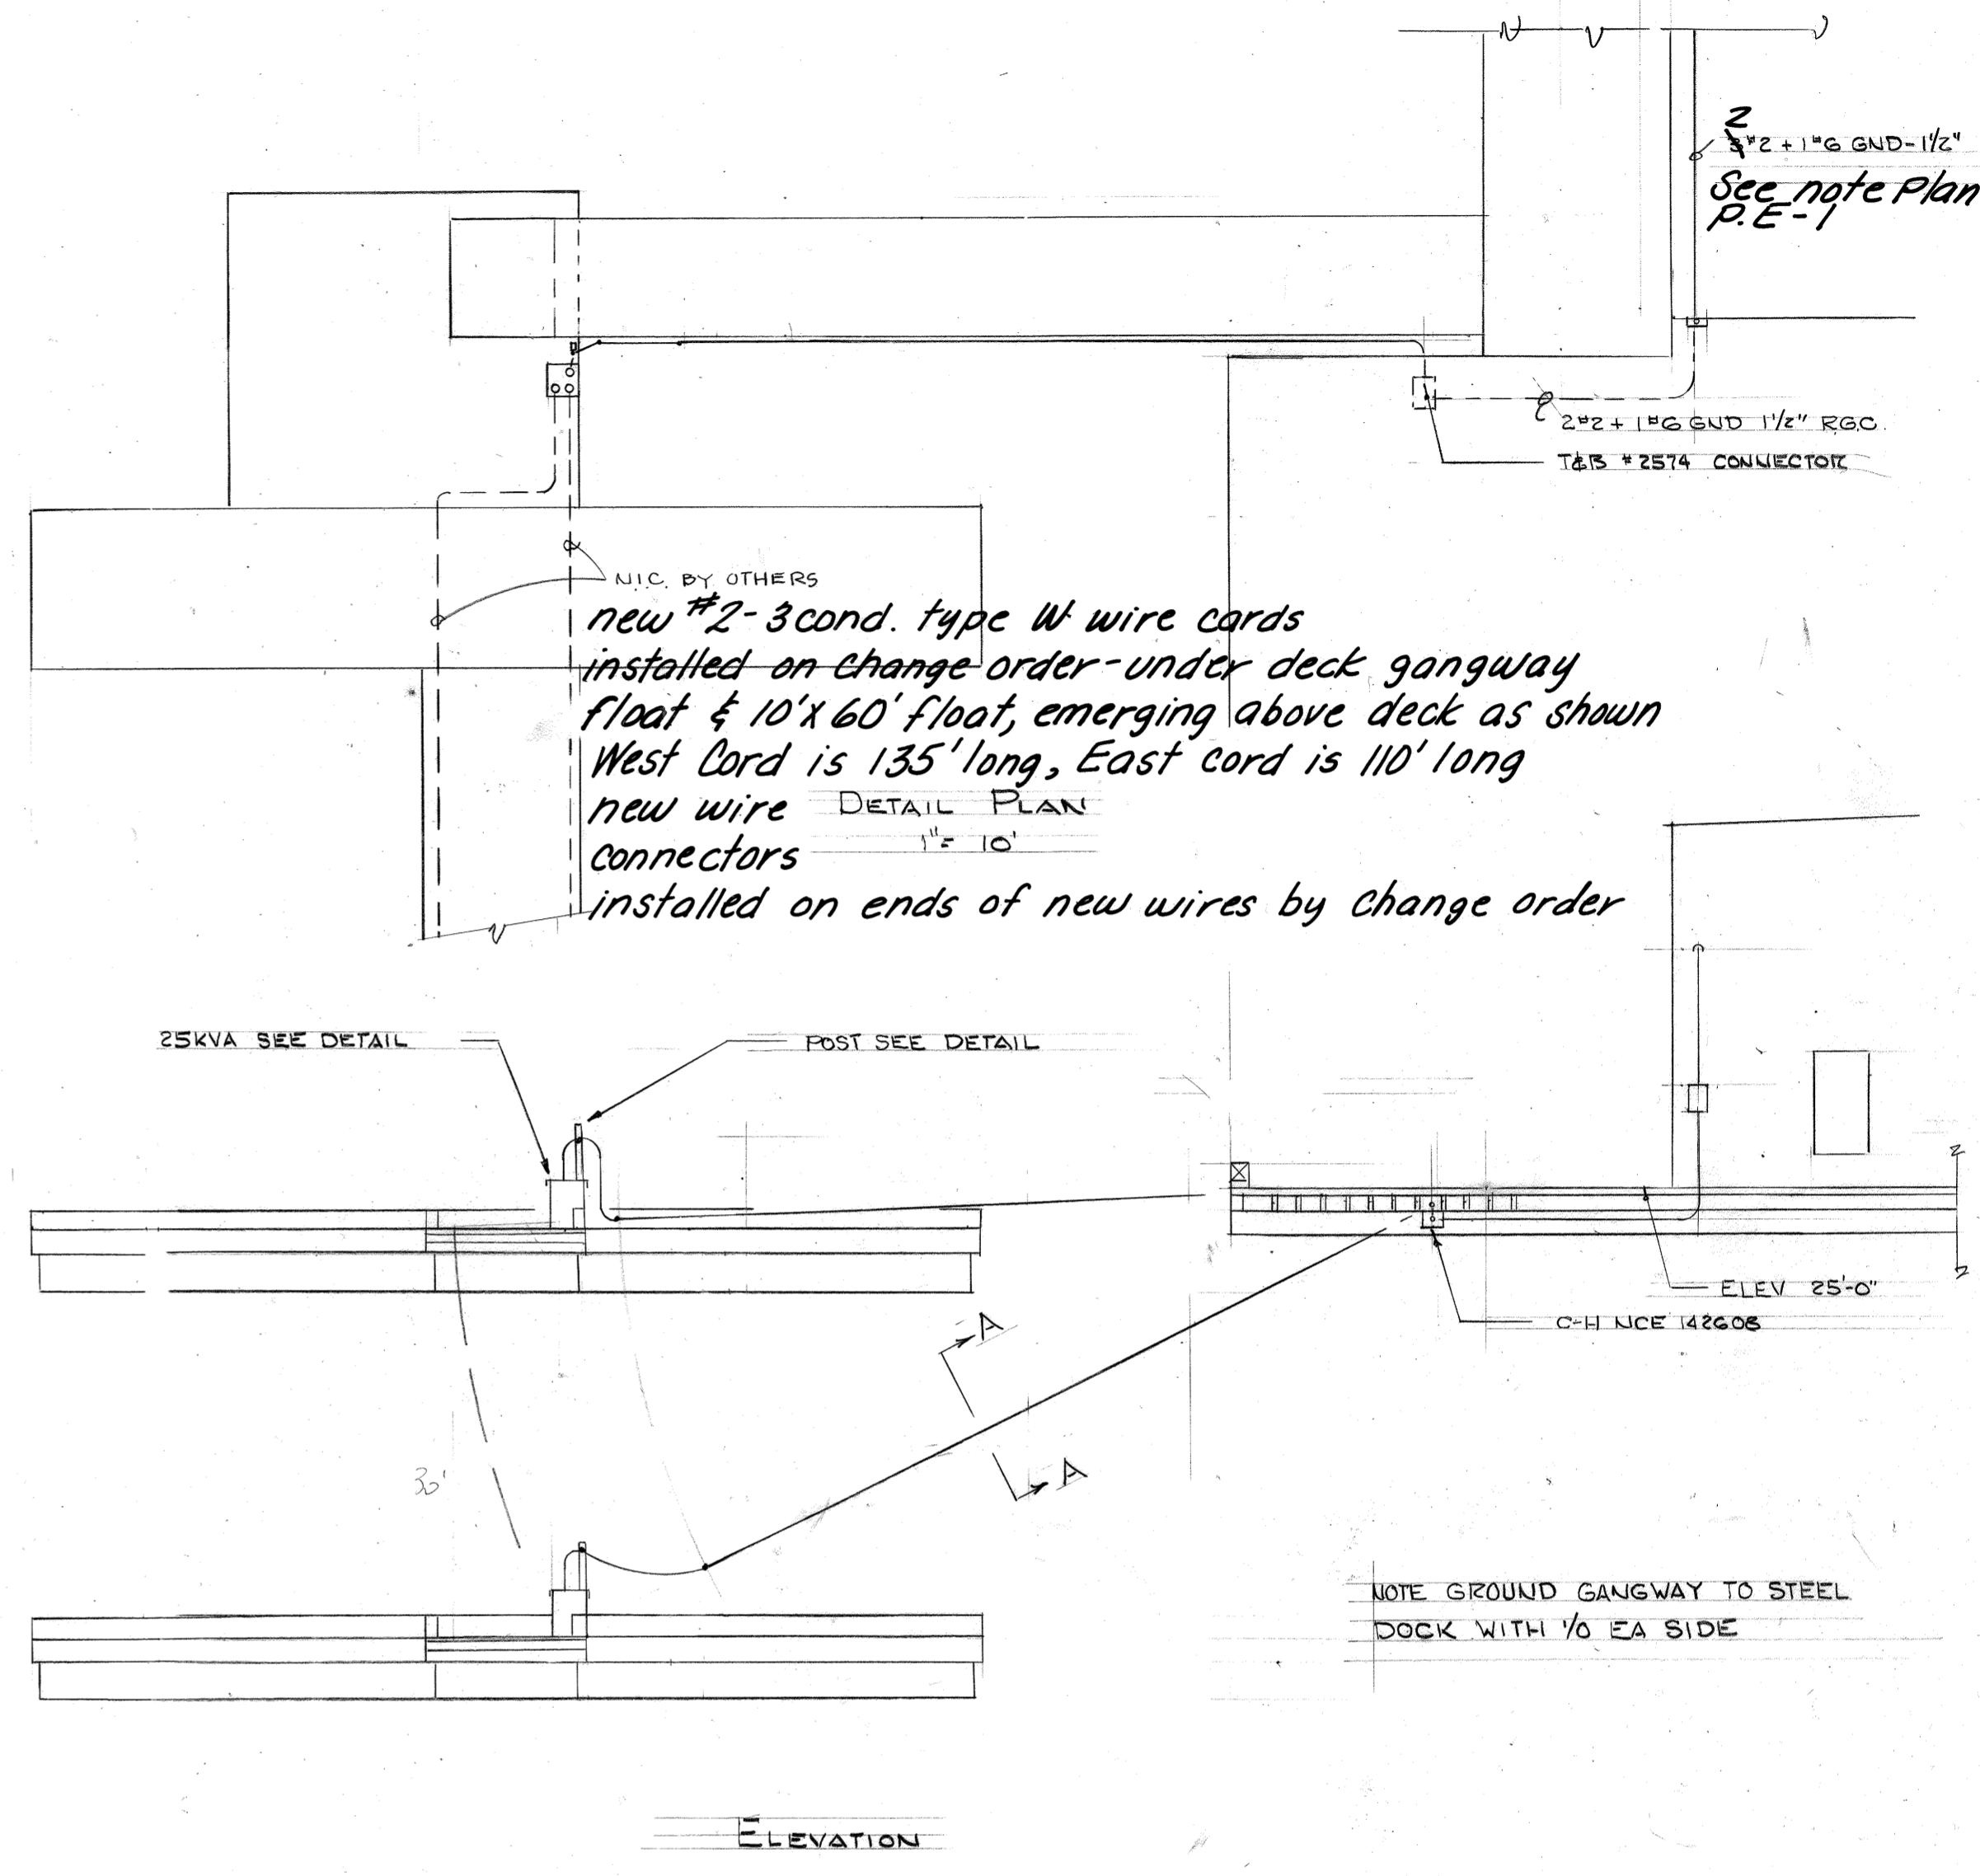 2
3#2 + 1#6 GND-1½"
See note Plan
P.E-1
2#2 + 1#6 GND 1½" R.G.C.
T&B #2574 CONNECTOR
N.I.C. BY OTHERS
new #2-3cond. type W wire cords
installed on change order-under deck gangway
float & 10'x60' float, emerging above deck as shown
West Cord is 135' long, East cord is 110' long
new wire
connectors
installed on ends of new wires by change order
DETAIL PLAN
1"= 10'
25KVA SEE DETAIL
POST SEE DETAIL
ELEV 25'-0"
C-H NCE 142608
A
A
30'
NOTE GROUND GANGWAY TO STEEL
DOCK WITH 1/0 EA SIDE
ELEVATION